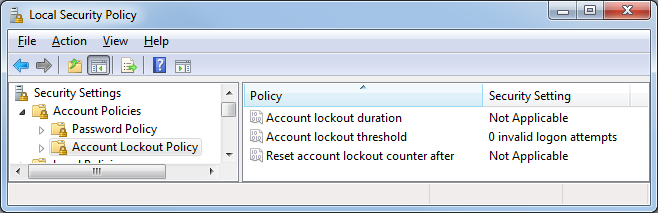 Local Security Policy
File Action View Help
Security Settings
Account Policies
Password Policy
Account Lockout Policy
Policy Security Setting
Account lockout duration Not Applicable
Account lockout threshold 0 invalid logon attempts
Reset account lockout counter after Not Applicable